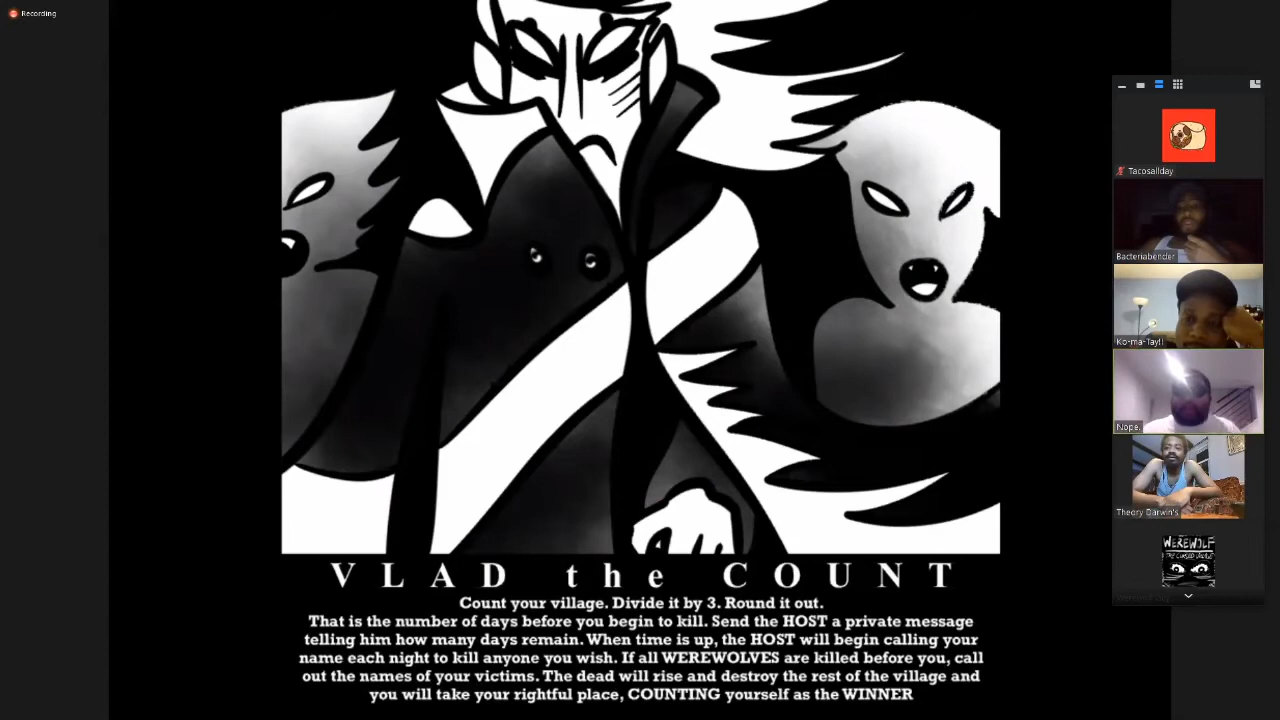 Recording
Tacosallday
Bacteriabender
Ko-ma-Tay!!
Nope.
Theory Darwin's
WEREWOLF
THE CURSED VILLAGE
VLAD the COUNT
Count your village. Divide it by 3. Round it out.
That is the number of days before you begin to kill. Send the HOST a private message
telling him how many days remain. When time is up, the HOST will begin calling your
name each night to kill anyone you wish. If all WEREWOLVES are killed before you, call
out the names of your victims. The dead will rise and destroy the rest of the village and
you will take your rightful place, COUNTING yourself as the WINNER